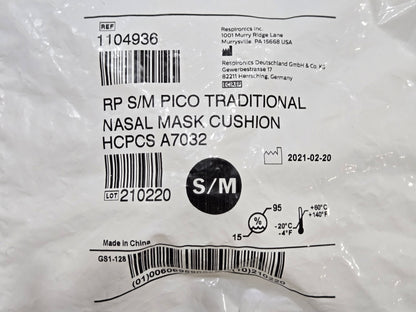 REF
1104936
Respironics Inc.
1001 Murry Ridge Lane
Murrysville, PA 15668 USA
Respironics Deutschland GmbH & Co. KG
Gewerbestrasse 17
82211 Herrsching, Germany
EC REP
RP S/M PICO TRADITIONAL
NASAL MASK CUSHION
HCPCS A7032
2021-02-20
LOT 210220
S/M
95
%
15
+60°C
+140°F
-20°C
-4°F
Made in China
GS1-128
(10)210220